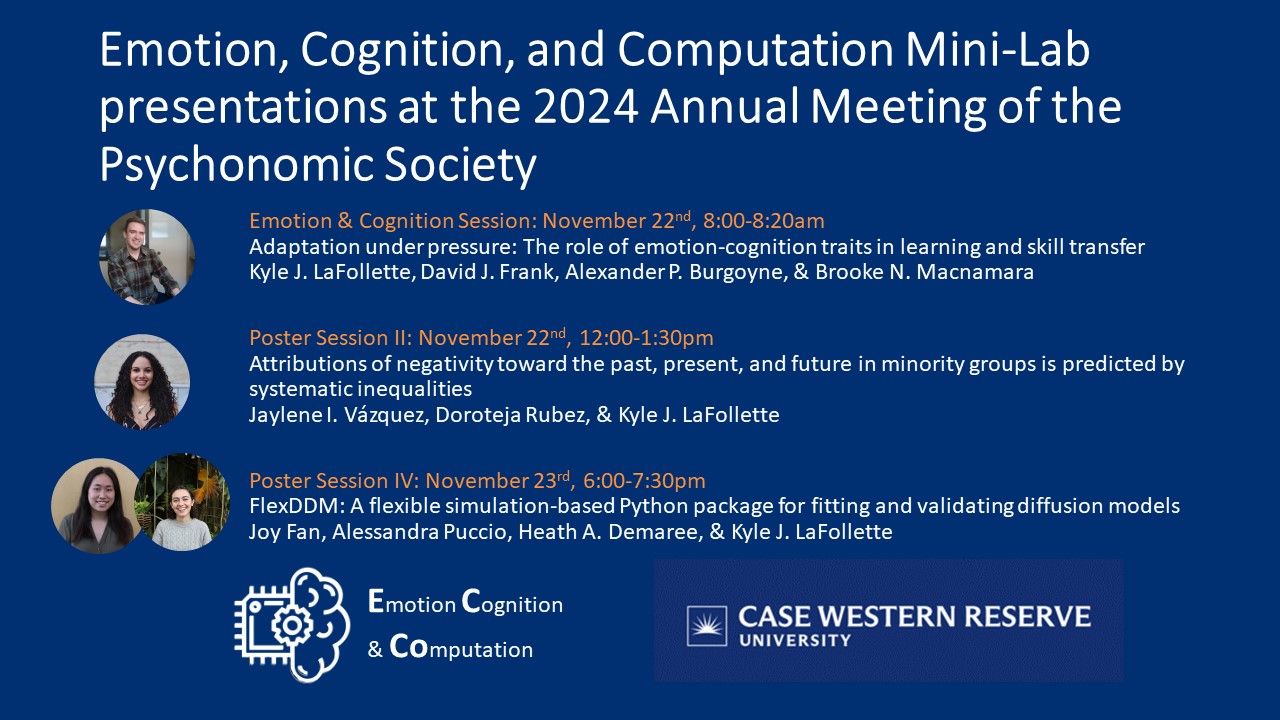 Emotion, Cognition, and Computation Mini-Lab
presentations at the 2024 Annual Meeting of the
Psychonomic Society
Emotion & Cognition Session: November 22nd, 8:00-8:20am
Adaptation under pressure: The role of emotion-cognition traits in learning and skill transfer
Kyle J. LaFollette, David J. Frank, Alexander P. Burgoyne, & Brooke N. Macnamara
Poster Session II: November 22nd, 12:00-1:30pm
Attributions of negativity toward the past, present, and future in minority groups is predicted by
systematic inequalities
Jaylene I. Vázquez, Doroteja Rubez, & Kyle J. LaFollette
Poster Session IV: November 23rd, 6:00-7:30pm
FlexDDM: A flexible simulation-based Python package for fitting and validating diffusion models
Joy Fan, Alessandra Puccio, Heath A. Demaree, & Kyle J. LaFollette
Emotion Cognition
& Computation
CASE WESTERN RESERVE
UNIVERSITY